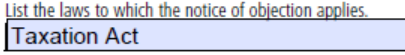 List the laws to which the notice of objection applies.
Taxation Act